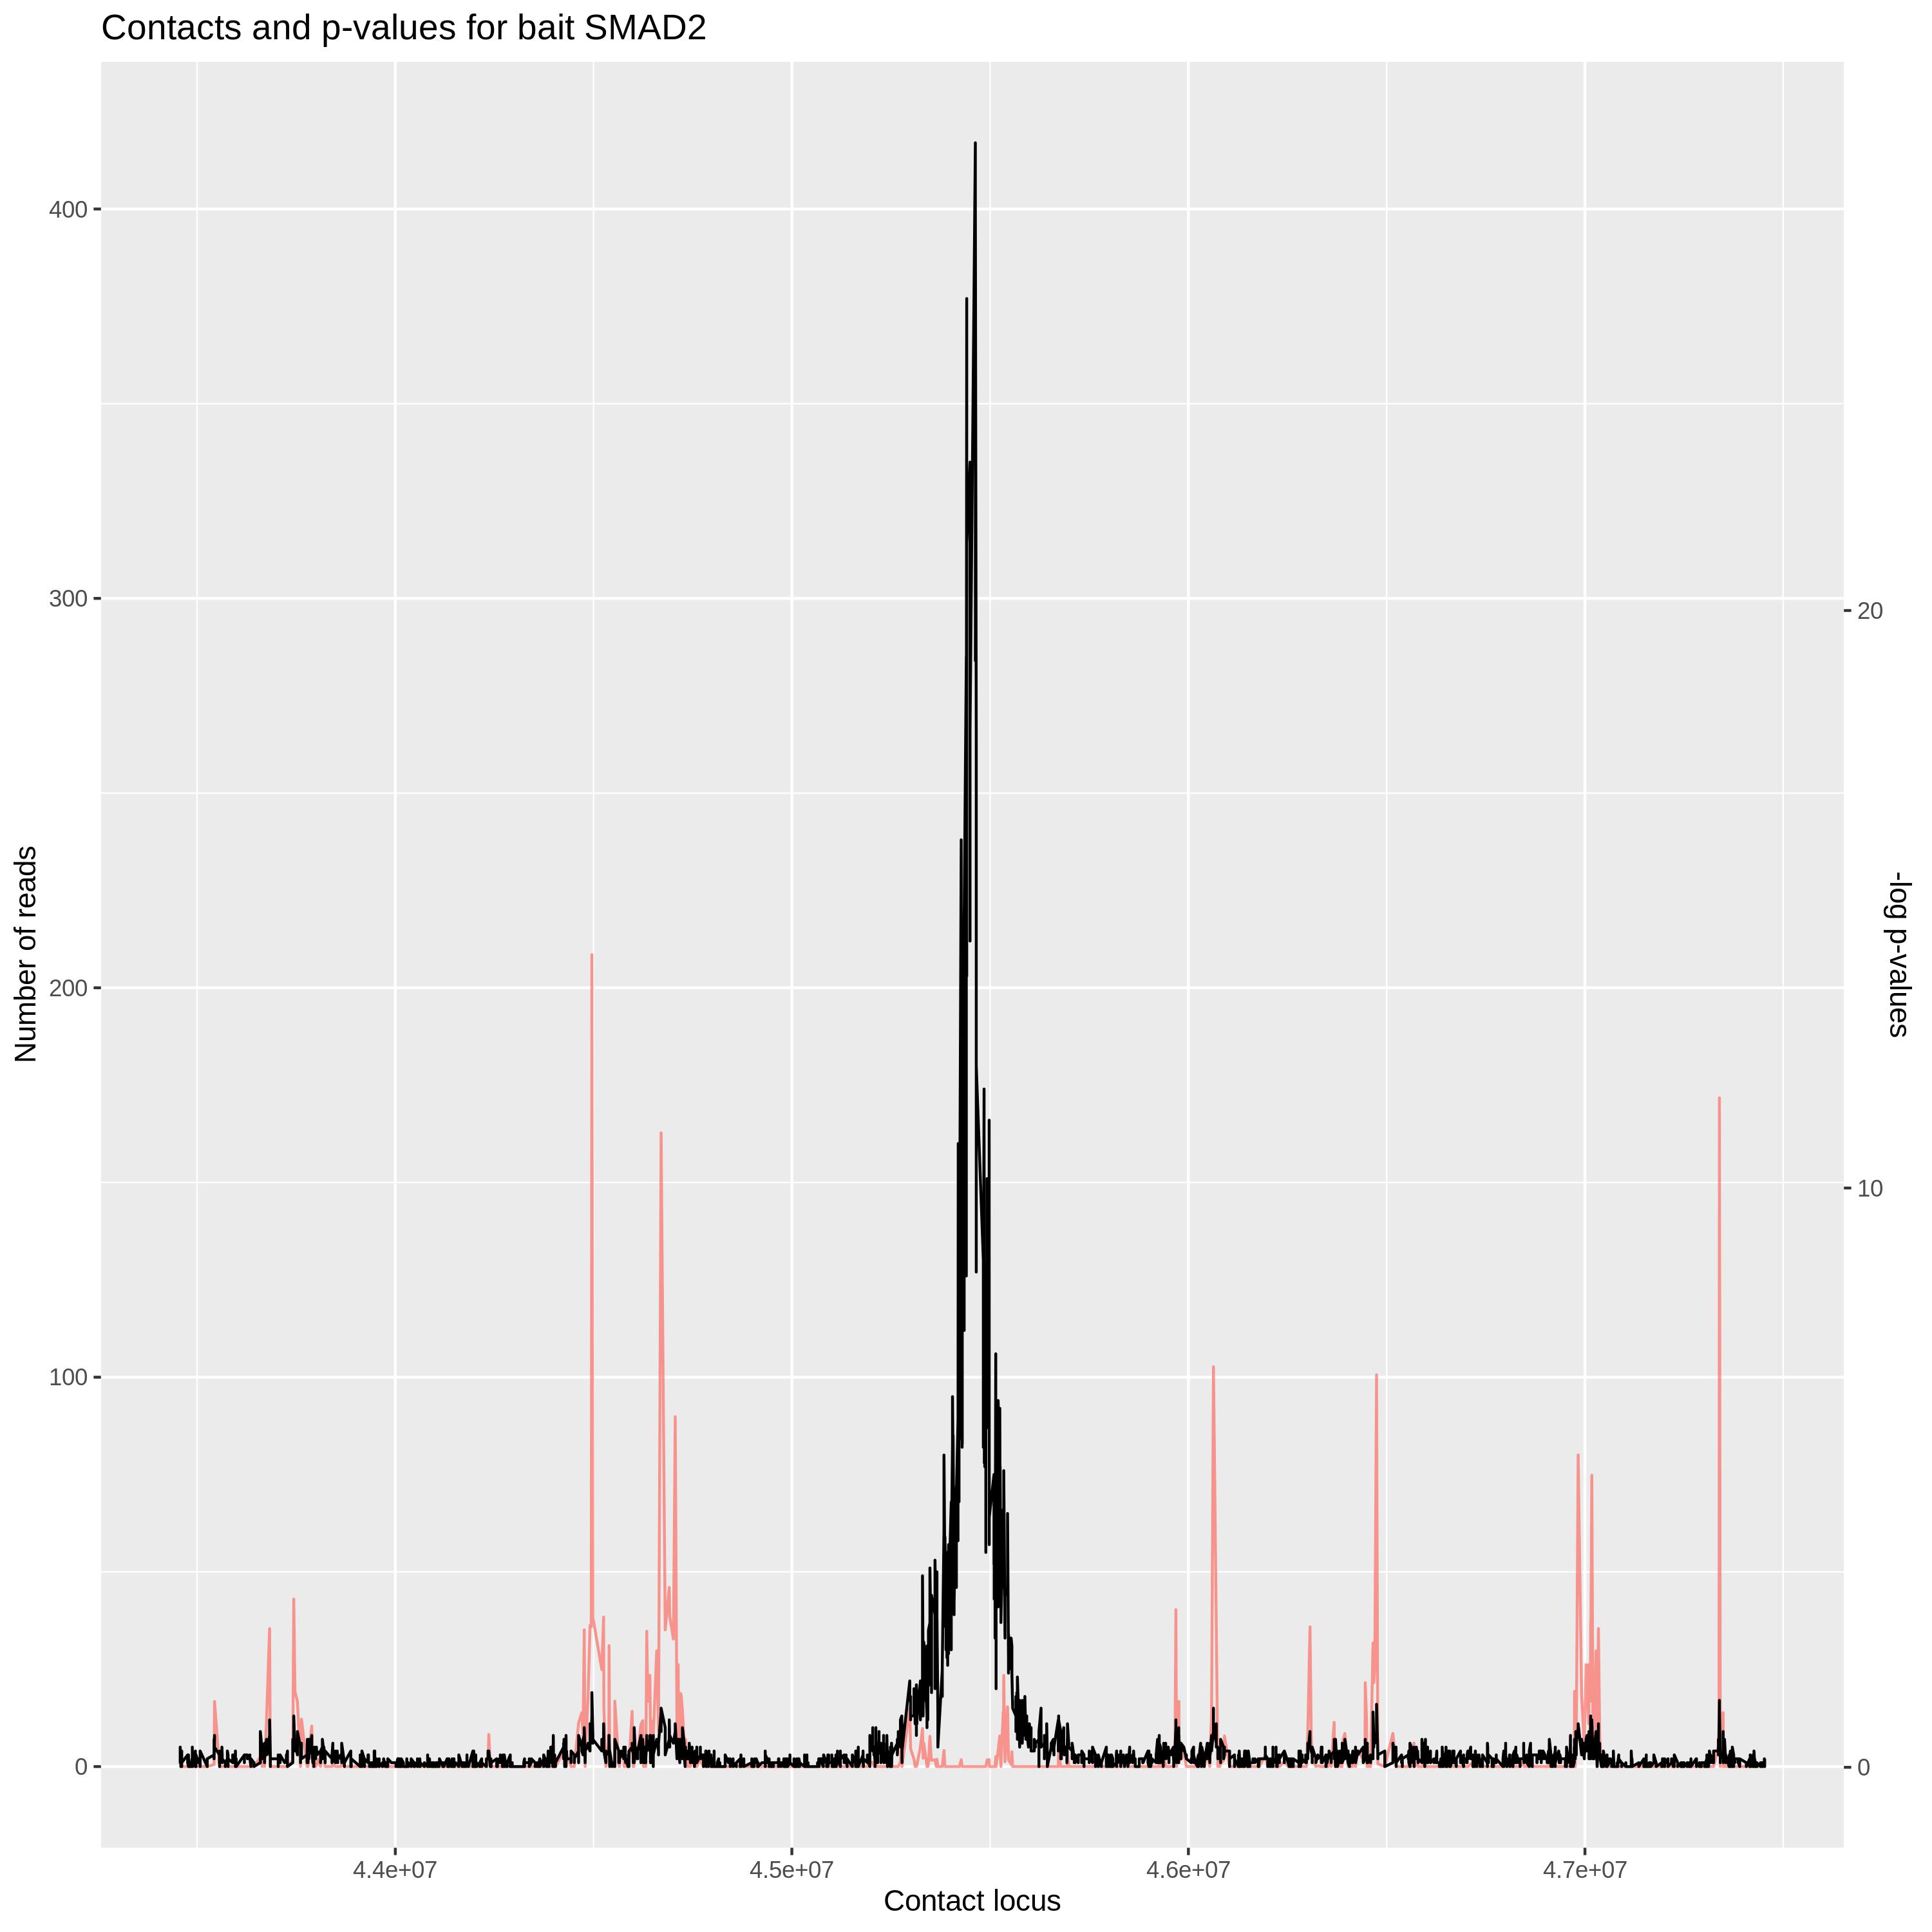 Contacts and p-values for bait SMAD2
400
300
200
100
0
20
10
0
Number of reads
-log p-values
4.4e+07 4.5e+07 4.6e+07 4.7e+07
Contact locus